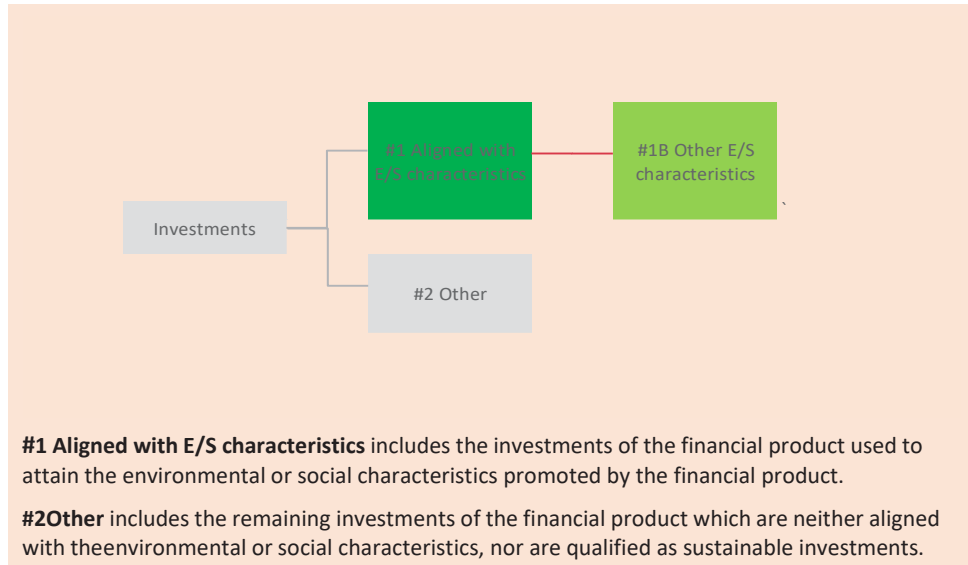 #1 Aligned with
E/S characteristics
#1B Other E/S
characteristics
`
Investments
#2 Other
#1 Aligned with E/S characteristics includes the investments of the financial product used to
attain the environmental or social characteristics promoted by the financial product.
#2Other includes the remaining investments of the financial product which are neither aligned
with theenvironmental or social characteristics, nor are qualified as sustainable investments.